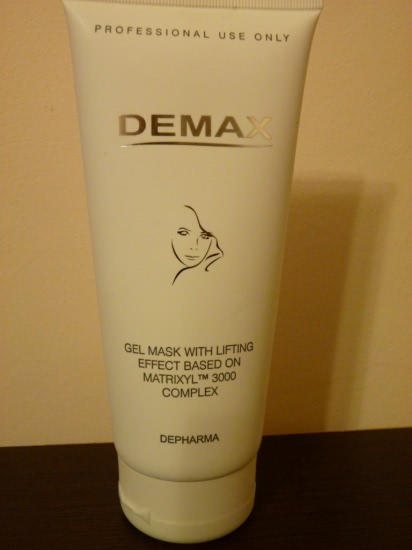 PROFESSIONAL USE ONLY
DEMAX
GEL MASK WITH LIFTING
EFFECT BASED ON
MATRIXYL™ 3000
COMPLEX
DEPHARMA